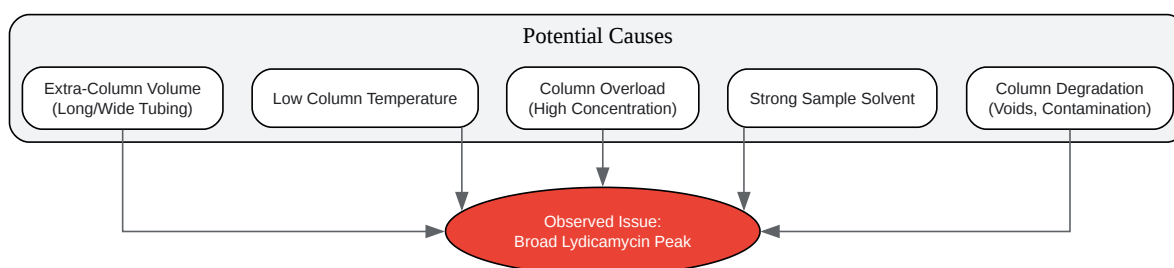 Potential Causes
Extra-Column Volume
(Long/Wide Tubing)
Low Column Temperature
Column Overload
(High Concentration)
Strong Sample Solvent
Column Degradation
(Voids, Contamination)
Observed Issue:
Broad Lydicamycin Peak